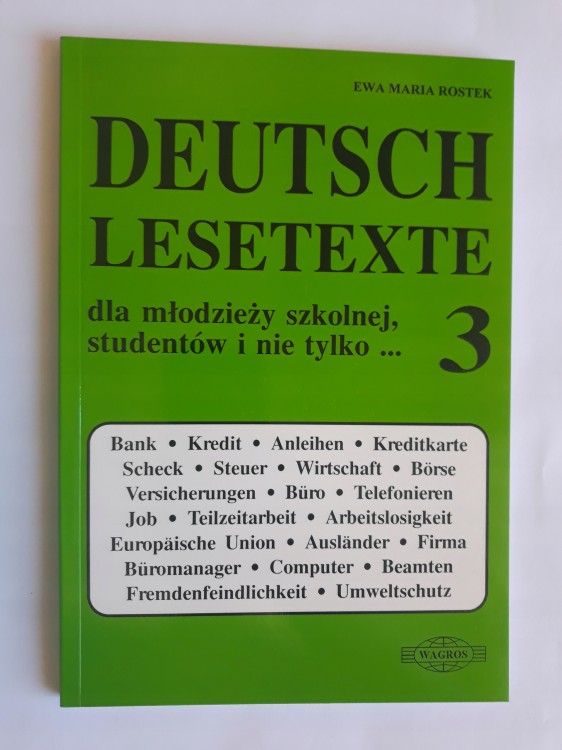 EWA MARIA ROSTEK
DEUTSCH
LESETEXTE
dla młodzieży szkolnej,
studentów i nie tylko ...
3
Bank • Kredit • Anleihen • Kreditkarte
Scheck • Steuer • Wirtschaft • Börse
Versicherungen • Büro • Telefonieren
Job • Teilzeitarbeit • Arbeitslosigkeit
Europäische Union • Ausländer • Firma
Büromanager • Computer • Beamten
Fremdenfeindlichkeit • Umweltschutz
WAGROS